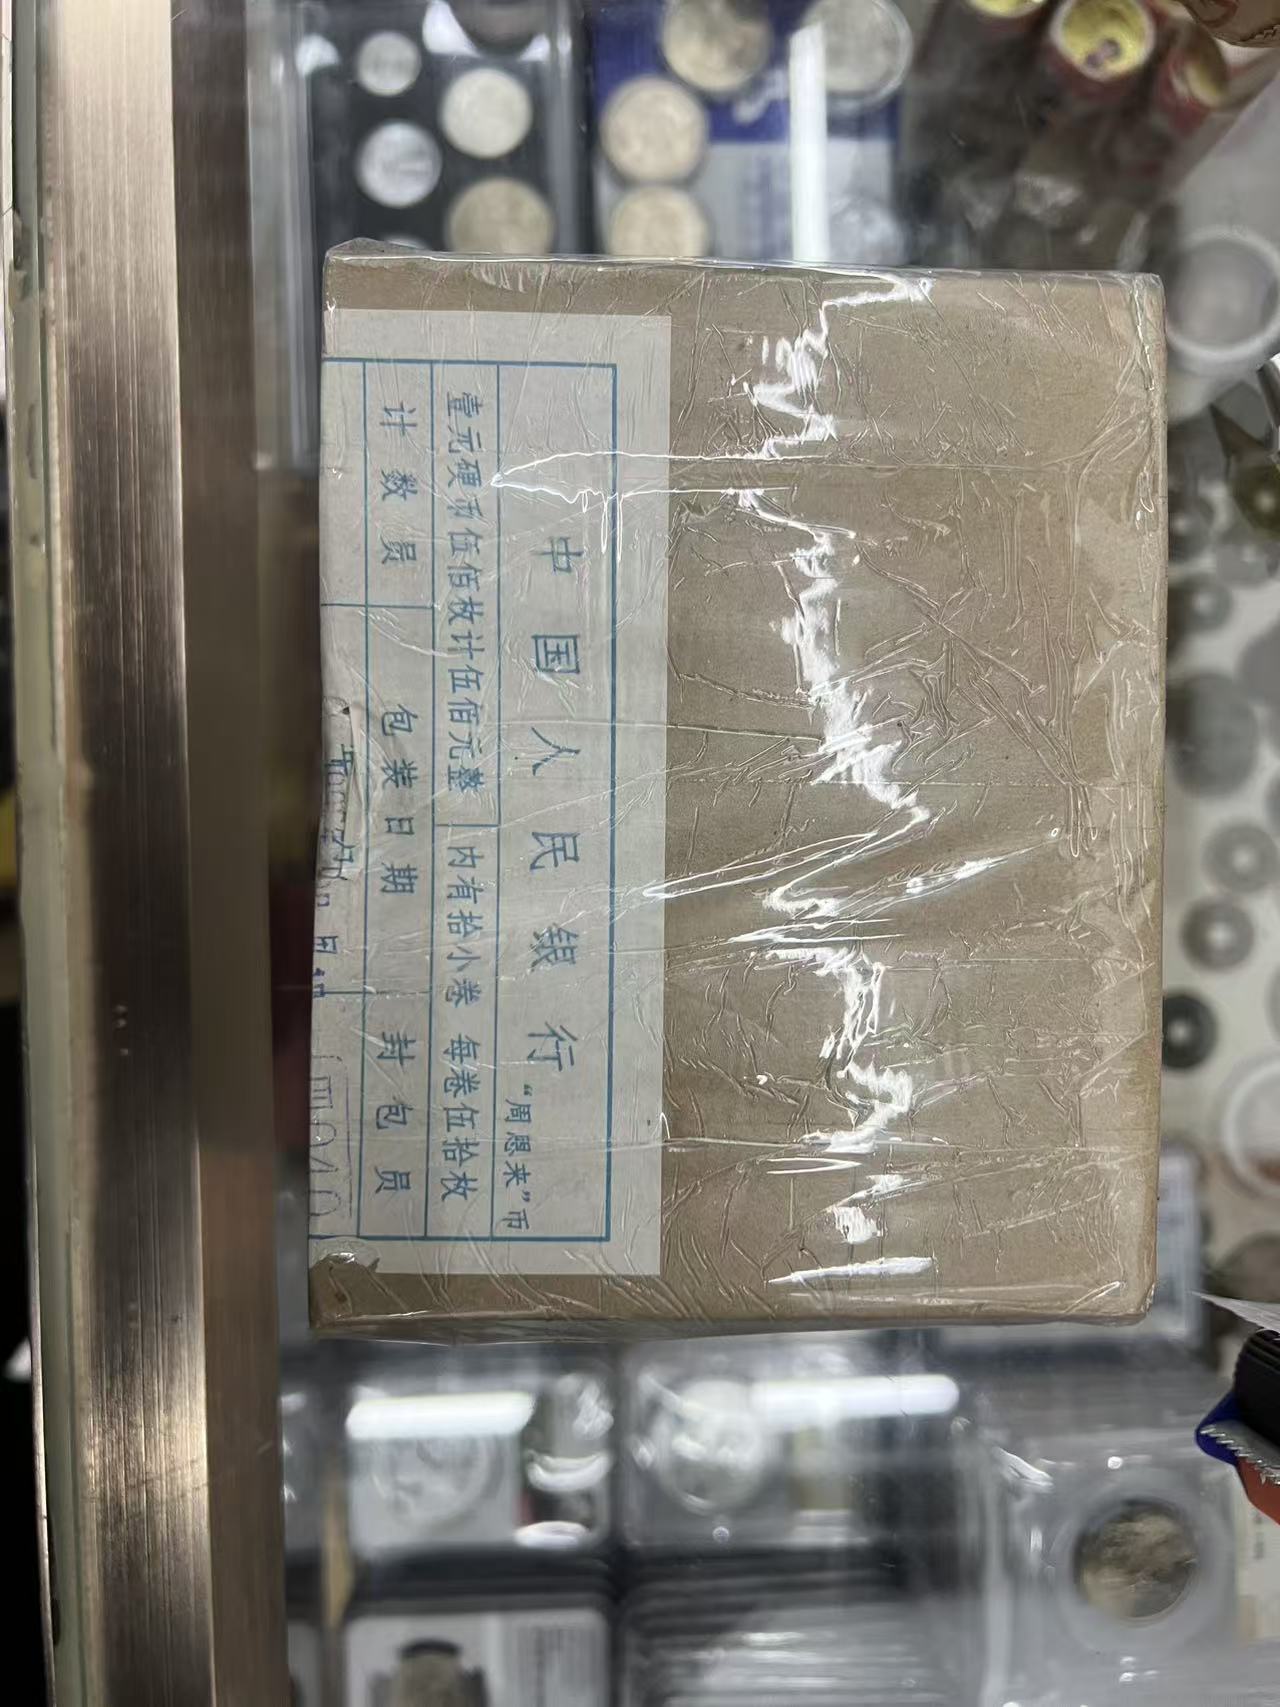 中国人民银行 “周恩来”币
壹元硬币伍佰枚计伍佰元整 内有拾小卷 每卷伍拾枚
计数员 包装日期 封包员